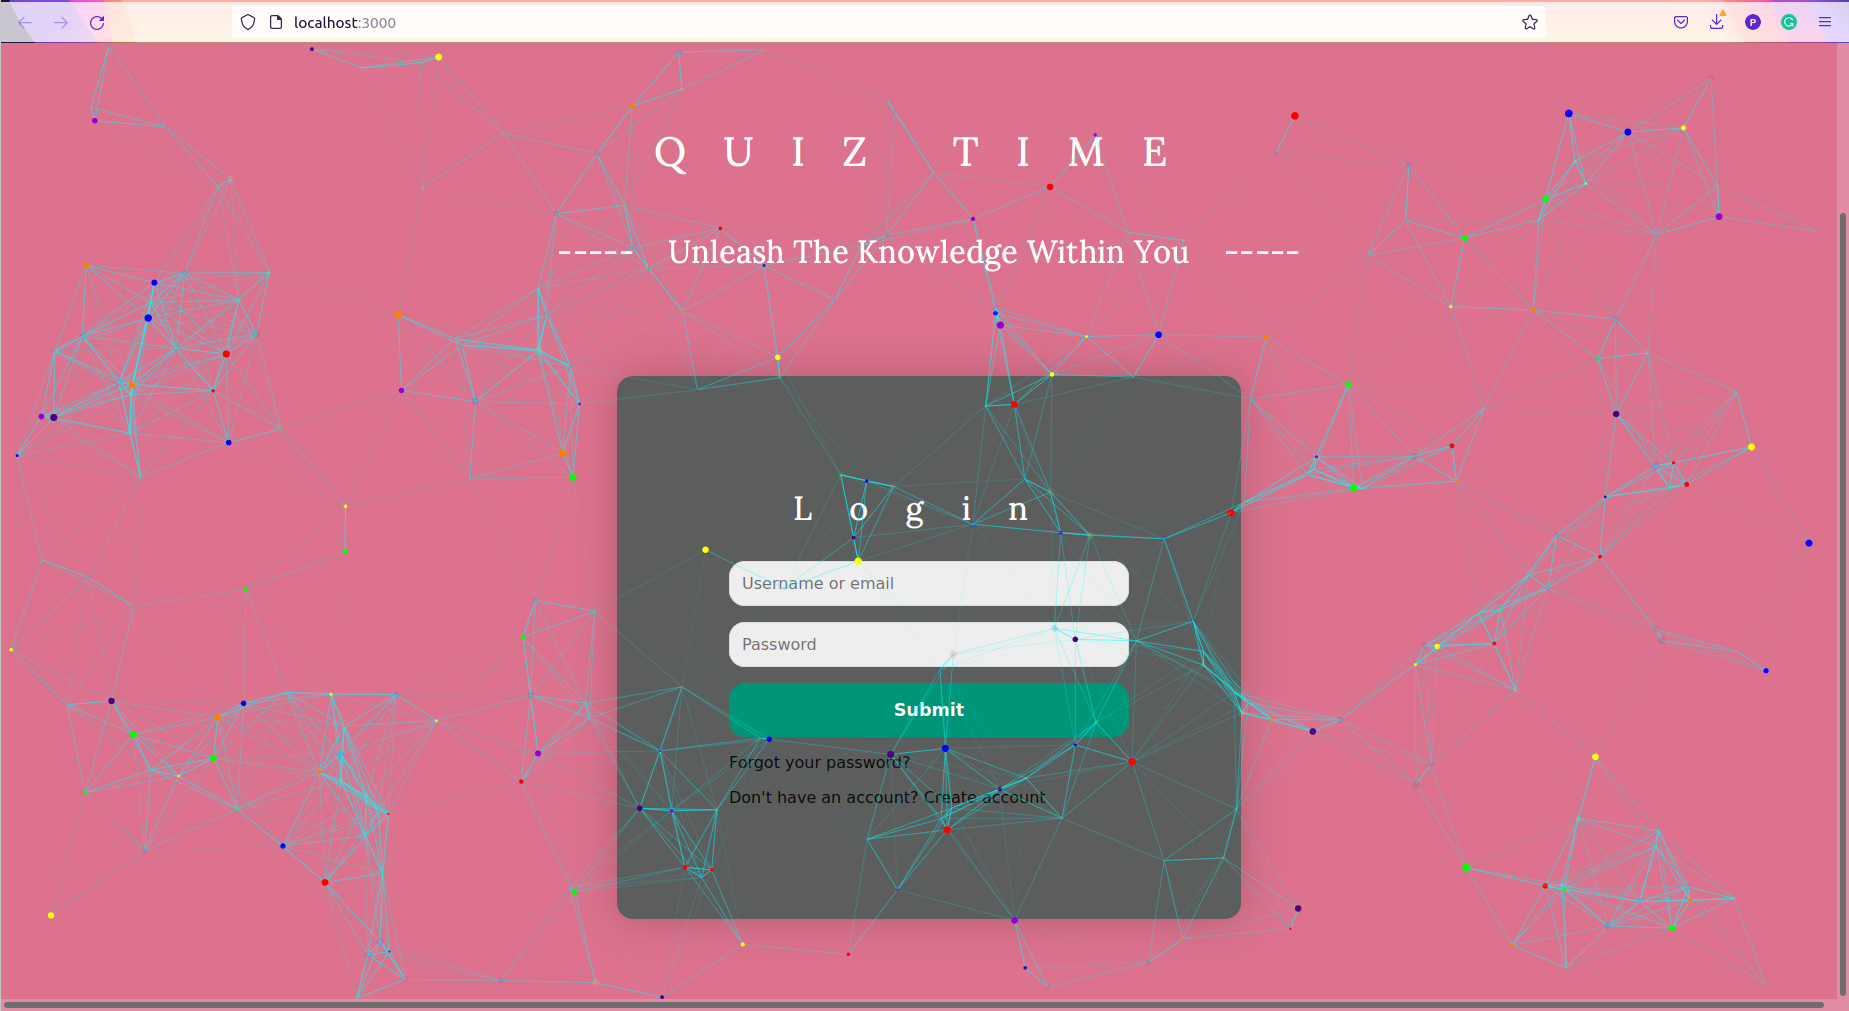 localhost:3000
P
QUIZ TIME
----- Unleash The Knowledge Within You -----
Login
Username or email
Password
Submit
Forgot your password?
Don't have an account? Create account